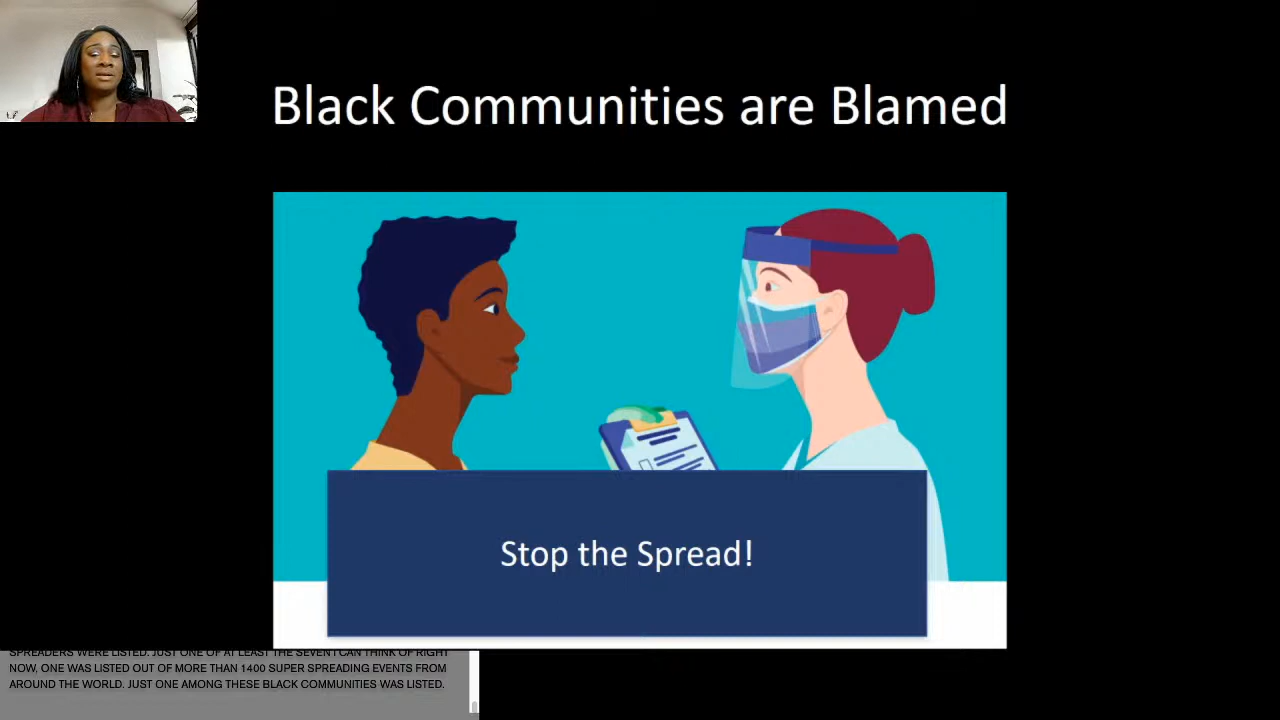 Black Communities are Blamed
Stop the Spread!
SPREADERS WERE LISTED. JUST ONE OF AT LEAST THE SEVEN I CAN THINK OF RIGHT
NOW, ONE WAS LISTED OUT OF MORE THAN 1400 SUPER SPREADING EVENTS FROM
AROUND THE WORLD. JUST ONE AMONG THESE BLACK COMMUNITIES WAS LISTED.